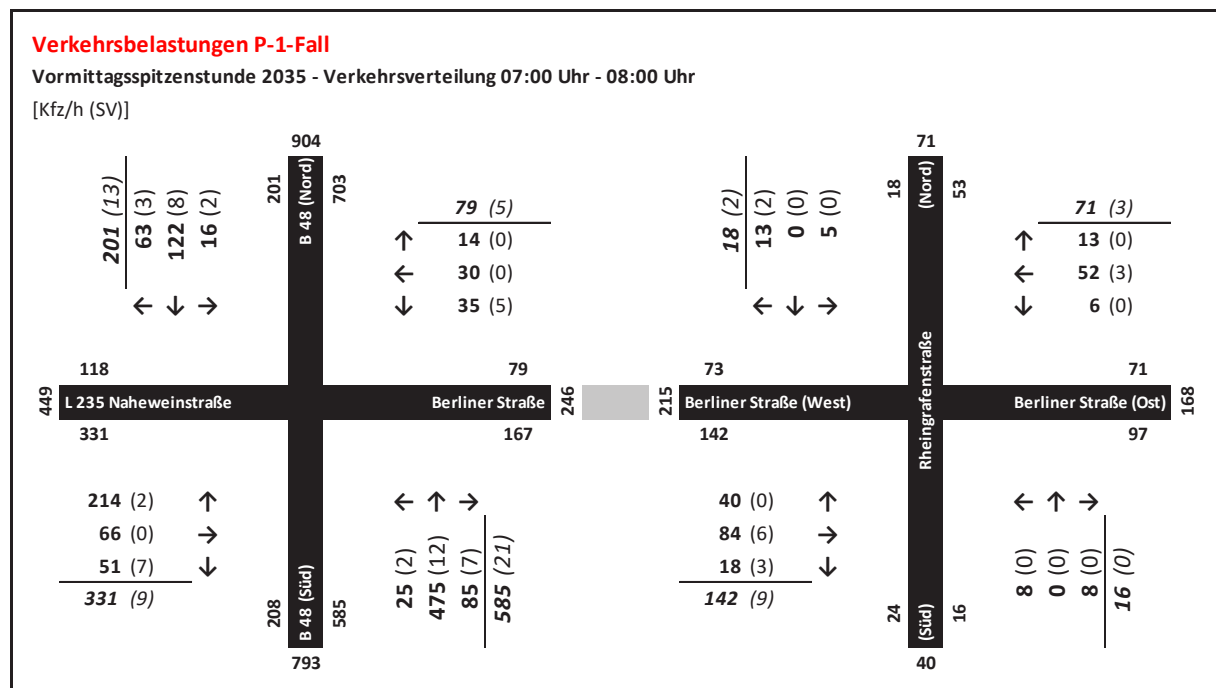 Verkehrsbelastungen P-1-Fall
Vormittagsspitzenstunde 2035 - Verkehrsverteilung 07:00 Uhr - 08:00 Uhr
[Kfz/h (SV)]
904
201
B 48 (Nord)
703
201 (13)
63 (3)
122 (8)
16 (2)
← ↓ →
79 (5)
↑ 14 (0)
← 30 (0)
↓ 35 (5)
118
79
449
L 235 Naheweinstraße
Berliner Straße
246
331
167
214 (2) ↑
66 (0) →
51 (7) ↓
331 (9)
← ↑ →
25 (2)
475 (12)
85 (7)
585 (21)
208
B 48 (Süd)
585
793
71
18
(Nord)
53
18 (2)
13 (2)
0 (0)
5 (0)
← ↓ →
71 (3)
↑ 13 (0)
← 52 (3)
↓ 6 (0)
73
71
215
Berliner Straße (West)
Rheingrafenstraße
Berliner Straße (Ost)
168
142
97
40 (0) ↑
84 (6) →
18 (3) ↓
142 (9)
← ↑ →
8 (0)
0 (0)
8 (0)
16 (0)
24
(Süd)
16
40